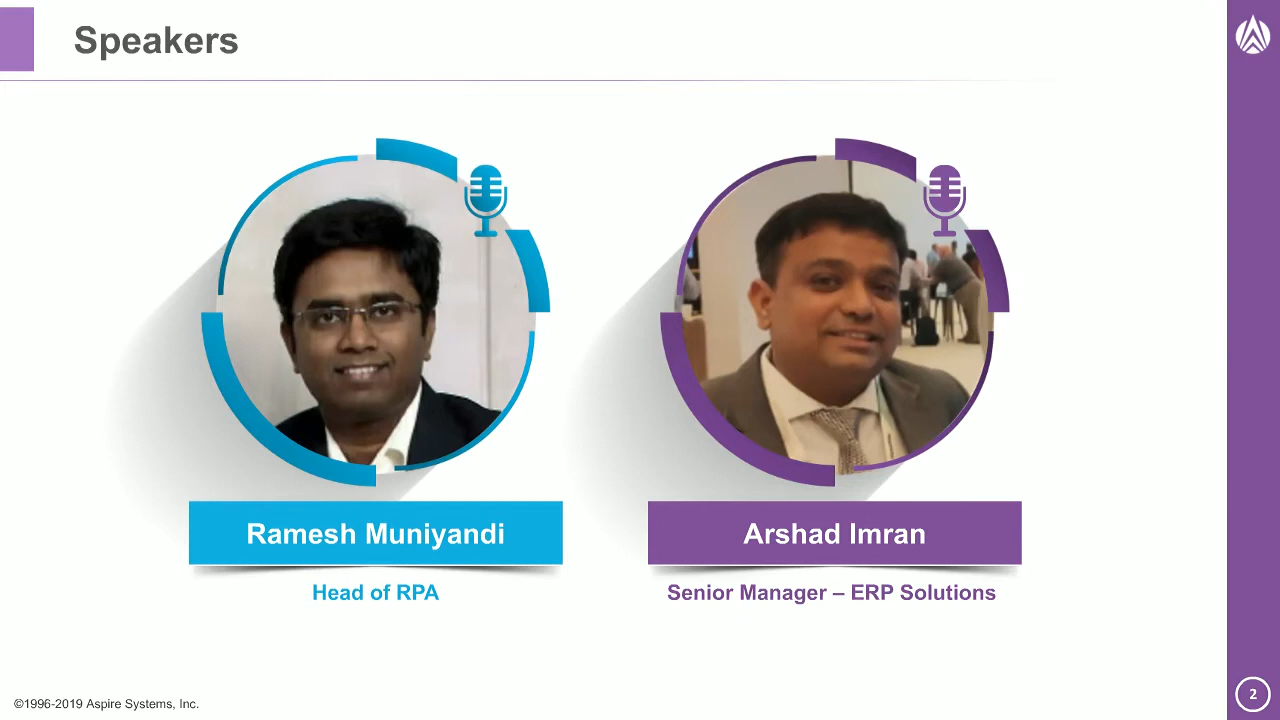 Speakers
Ramesh Muniyandi
Arshad Imran
Head of RPA
Senior Manager – ERP Solutions
©1996-2019 Aspire Systems, Inc.
2